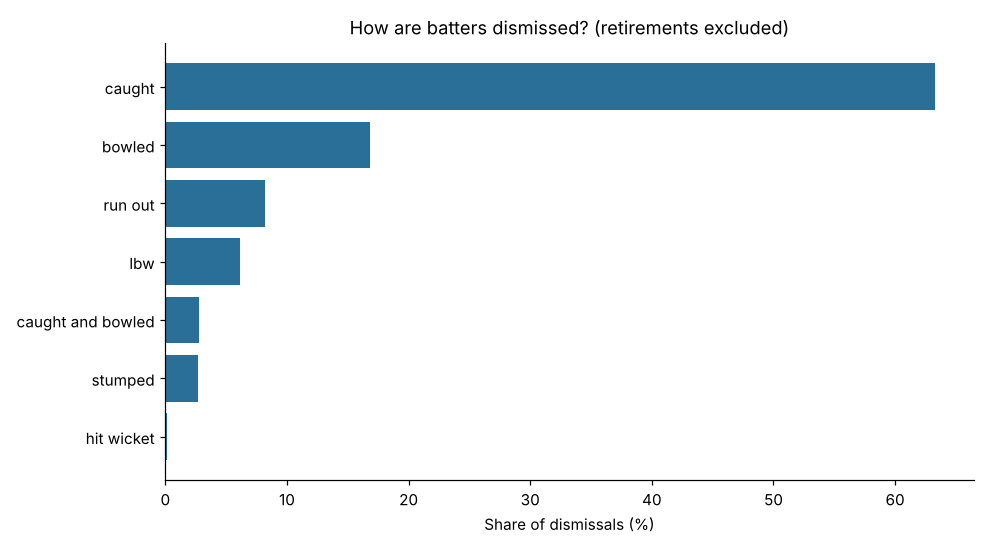 How are batters dismissed? (retirements excluded)
caught
bowled
run out
lbw
caught and bowled
stumped
hit wicket
0 10 20 30 40 50 60
Share of dismissals (%)